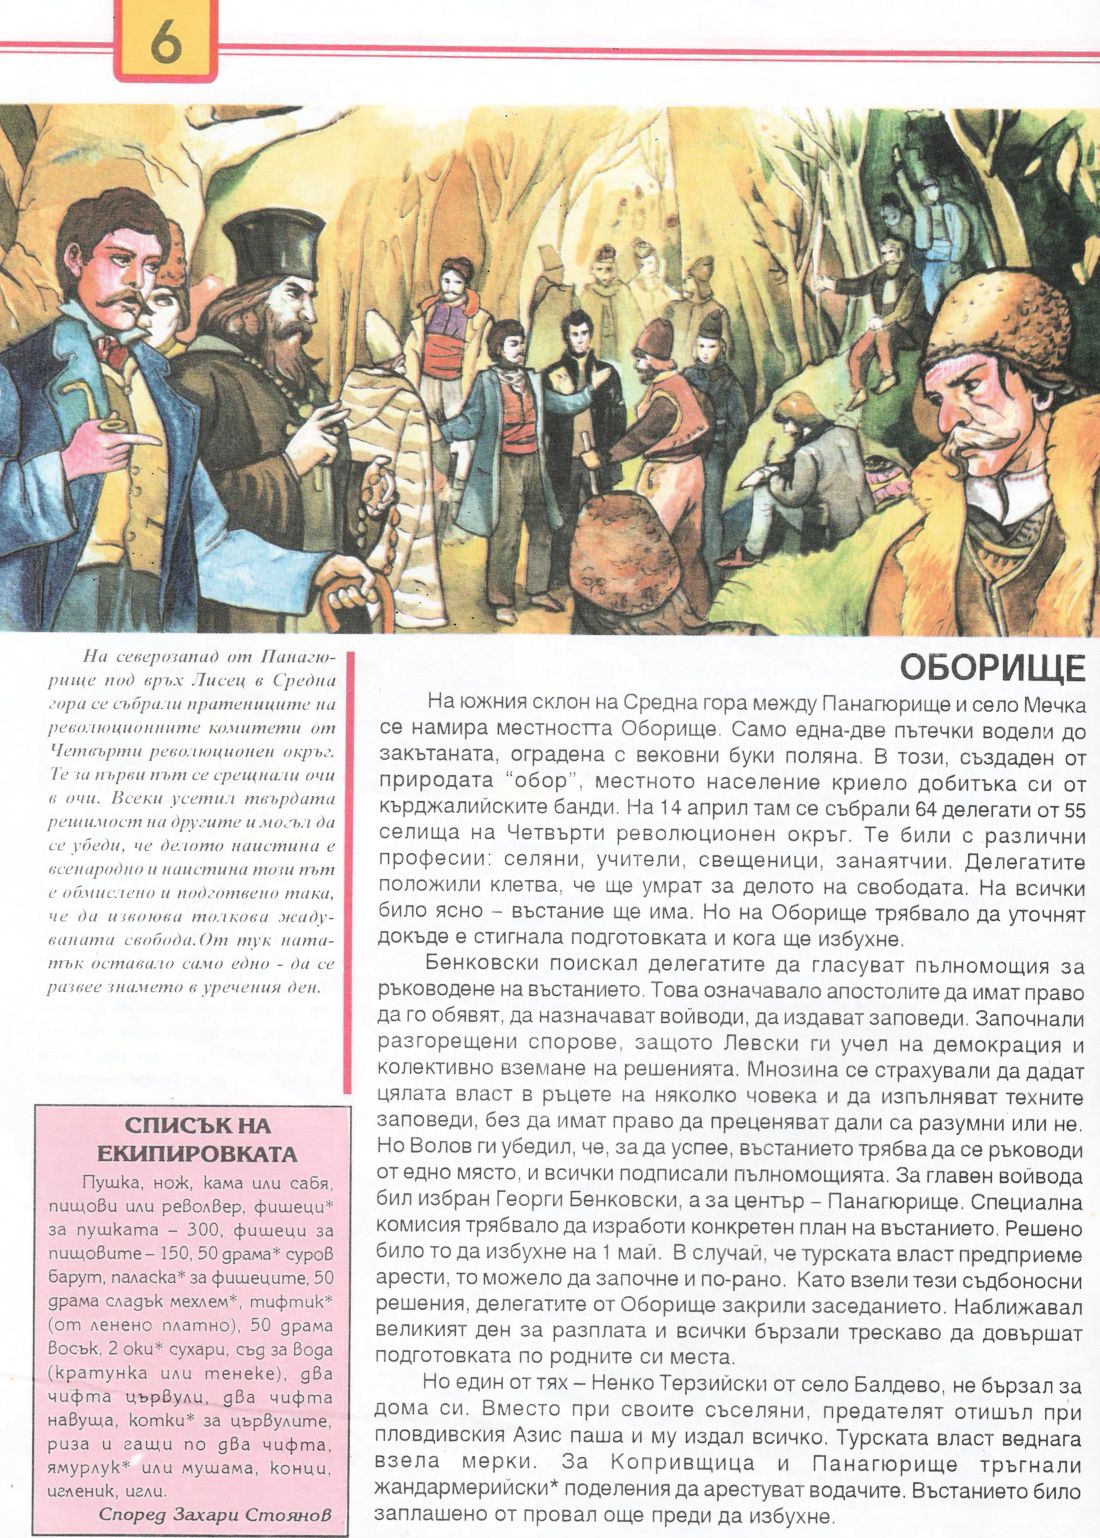 6
На северозапад от Панагю-
рище под връх Лисец в Средна
гора се събрали пратениците на
революционните комитети от
Четвърти революционен окръг.
Те за първи път се срещнали очи
в очи. Всеки усетил твърдата
решимост на другите и могъл да
се убеди, че делото наистина е
всенародно и наистина този път
е обмислено и подготвено така,
че да извоюва толкова жаду-
ваната свобода.От тук ната-
тък оставало само едно - да се
развее знамето в уречения ден.
СПИСЪК НА
ЕКИПИРОВКАТА
Пушка, нож, кама или сабя,
пищови или револвер, фишеци*
за пушката – 300, фишеци за
пищовите – 150, 50 драма* суров
барут, паласка* за фишеците, 50
драма сладък мехлем*, тифтик*
(от ленено платно), 50 драма
восък, 2 оки* сухари, съд за вода
(кратунка или тенеке), два
чифта цървули, два чифта
навуща, котки* за цървулите,
риза и гащи по два чифта,
ямурлук* или мушама, конци,
игленик, игли.
Според Захари Стоянов
ОБОРИЩЕ
На южния склон на Средна гора между Панагюрище и село Мечка
се намира местността Оборище. Само една-две пътечки водели до
закътаната, оградена с вековни буки поляна. В този, създаден от
природата “обор”, местното население криело добитъка си от
кърджалийските банди. На 14 април там се събрали 64 делегати от 55
селища на Четвърти революционен окръг. Те били с различни
професии: селяни, учители, свещеници, занаятчии. Делегатите
положили клетва, че ще умрат за делото на свободата. На всички
било ясно – въстание ще има. Но на Оборище трябвало да уточнят
докъде е стигнала подготовката и кога ще избухне.
Бенковски поискал делегатите да гласуват пълномощия за
ръководене на въстанието. Това означавало апостолите да имат право
да го обявят, да назначават войводи, да издават заповеди. Започнали
разгорещени спорове, защото Левски ги учел на демокрация и
колективно вземане на решенията. Мнозина се страхували да дадат
цялата власт в ръцете на няколко човека и да изпълняват техните
заповеди, без да имат право да преценяват дали са разумни или не.
Но Волов ги убедил, че, за да успее, въстанието трябва да се ръководи
от едно място, и всички подписали пълномощията. За главен войвода
бил избран Георги Бенковски, а за център – Панагюрище. Специална
комисия трябвало да изработи конкретен план на въстанието. Решено
било то да избухне на 1 май. В случай, че турската власт предприеме
арести, то можело да започне и по-рано. Като взели тези съдбоносни
решения, делегатите от Оборище закрили заседанието. Наближавал
великият ден за разплата и всички бързали трескаво да довършат
подготовката по родните си места.
Но един от тях – Ненко Терзийски от село Балдево, не бързал за
дома си. Вместо при своите съселяни, предателят отишъл при
пловдивския Азис паша и му издал всичко. Турската власт веднага
взела мерки. За Копривщица и Панагюрище тръгнали
жандармерийски* поделения да арестуват водачите. Въстанието било
заплашено от провал още преди да избухне.